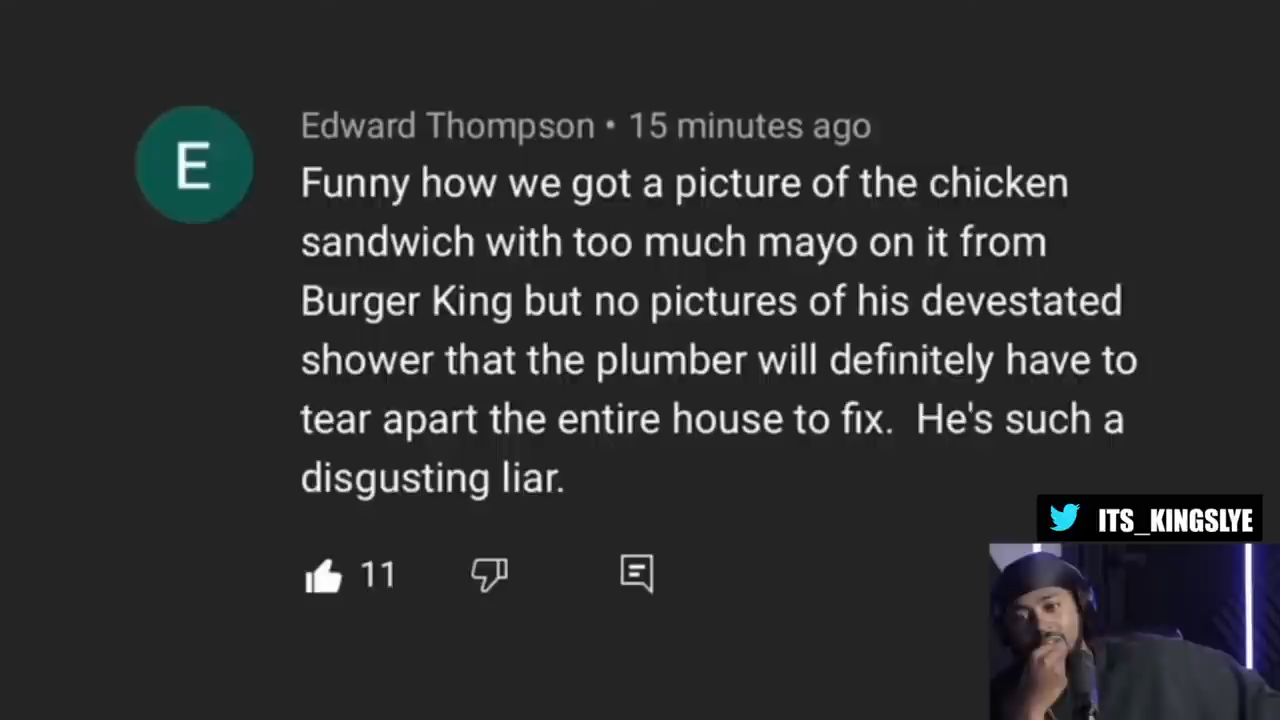 E
Edward Thompson • 15 minutes ago
Funny how we got a picture of the chicken
sandwich with too much mayo on it from
Burger King but no pictures of his devestated
shower that the plumber will definitely have to
tear apart the entire house to fix.  He's such a
disgusting liar.
11
ITS_KINGSLYE